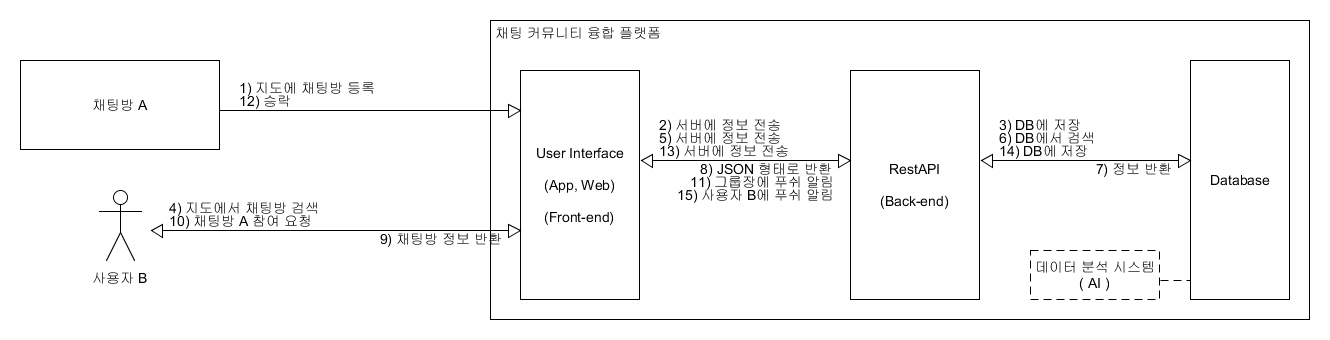 채팅 커뮤니티 융합 플랫폼
채팅방 A
1) 지도에 채팅방 등록
12) 승락
User Interface
(App, Web)
(Front-end)
2) 서버에 정보 전송
5) 서버에 정보 전송
13) 서버에 정보 전송
8) JSON 형태로 반환
11) 그룹장에 푸쉬 알림
15) 사용자 B에 푸쉬 알림
RestAPI
(Back-end)
3) DB에 저장
6) DB에서 검색
14) DB에 저장
7) 정보 반환
Database
4) 지도에서 채팅방 검색
10) 채팅방 A 참여 요청
9) 채팅방 정보 반환
사용자 B
데이터 분석 시스템
( AI )